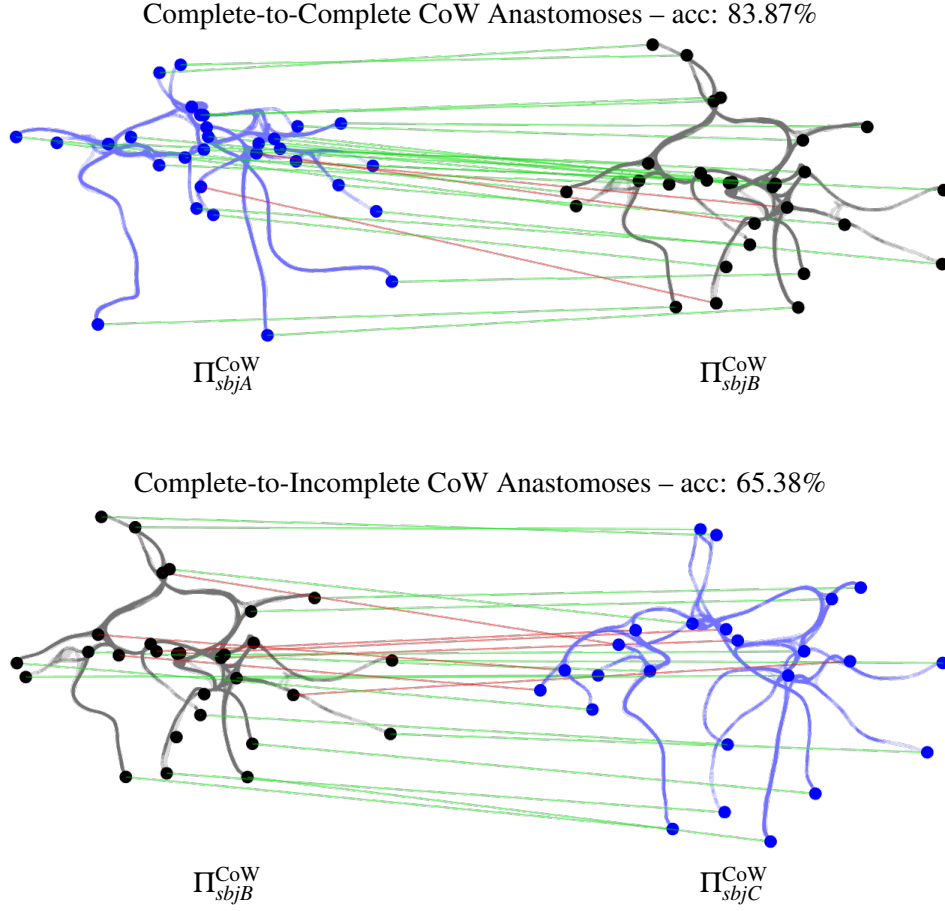 Complete-to-Complete CoW Anastomoses – acc: 83.87%
Π^CoW_sbjA Π^CoW_sbjB
Complete-to-Incomplete CoW Anastomoses – acc: 65.38%
Π^CoW_sbjB Π^CoW_sbjC